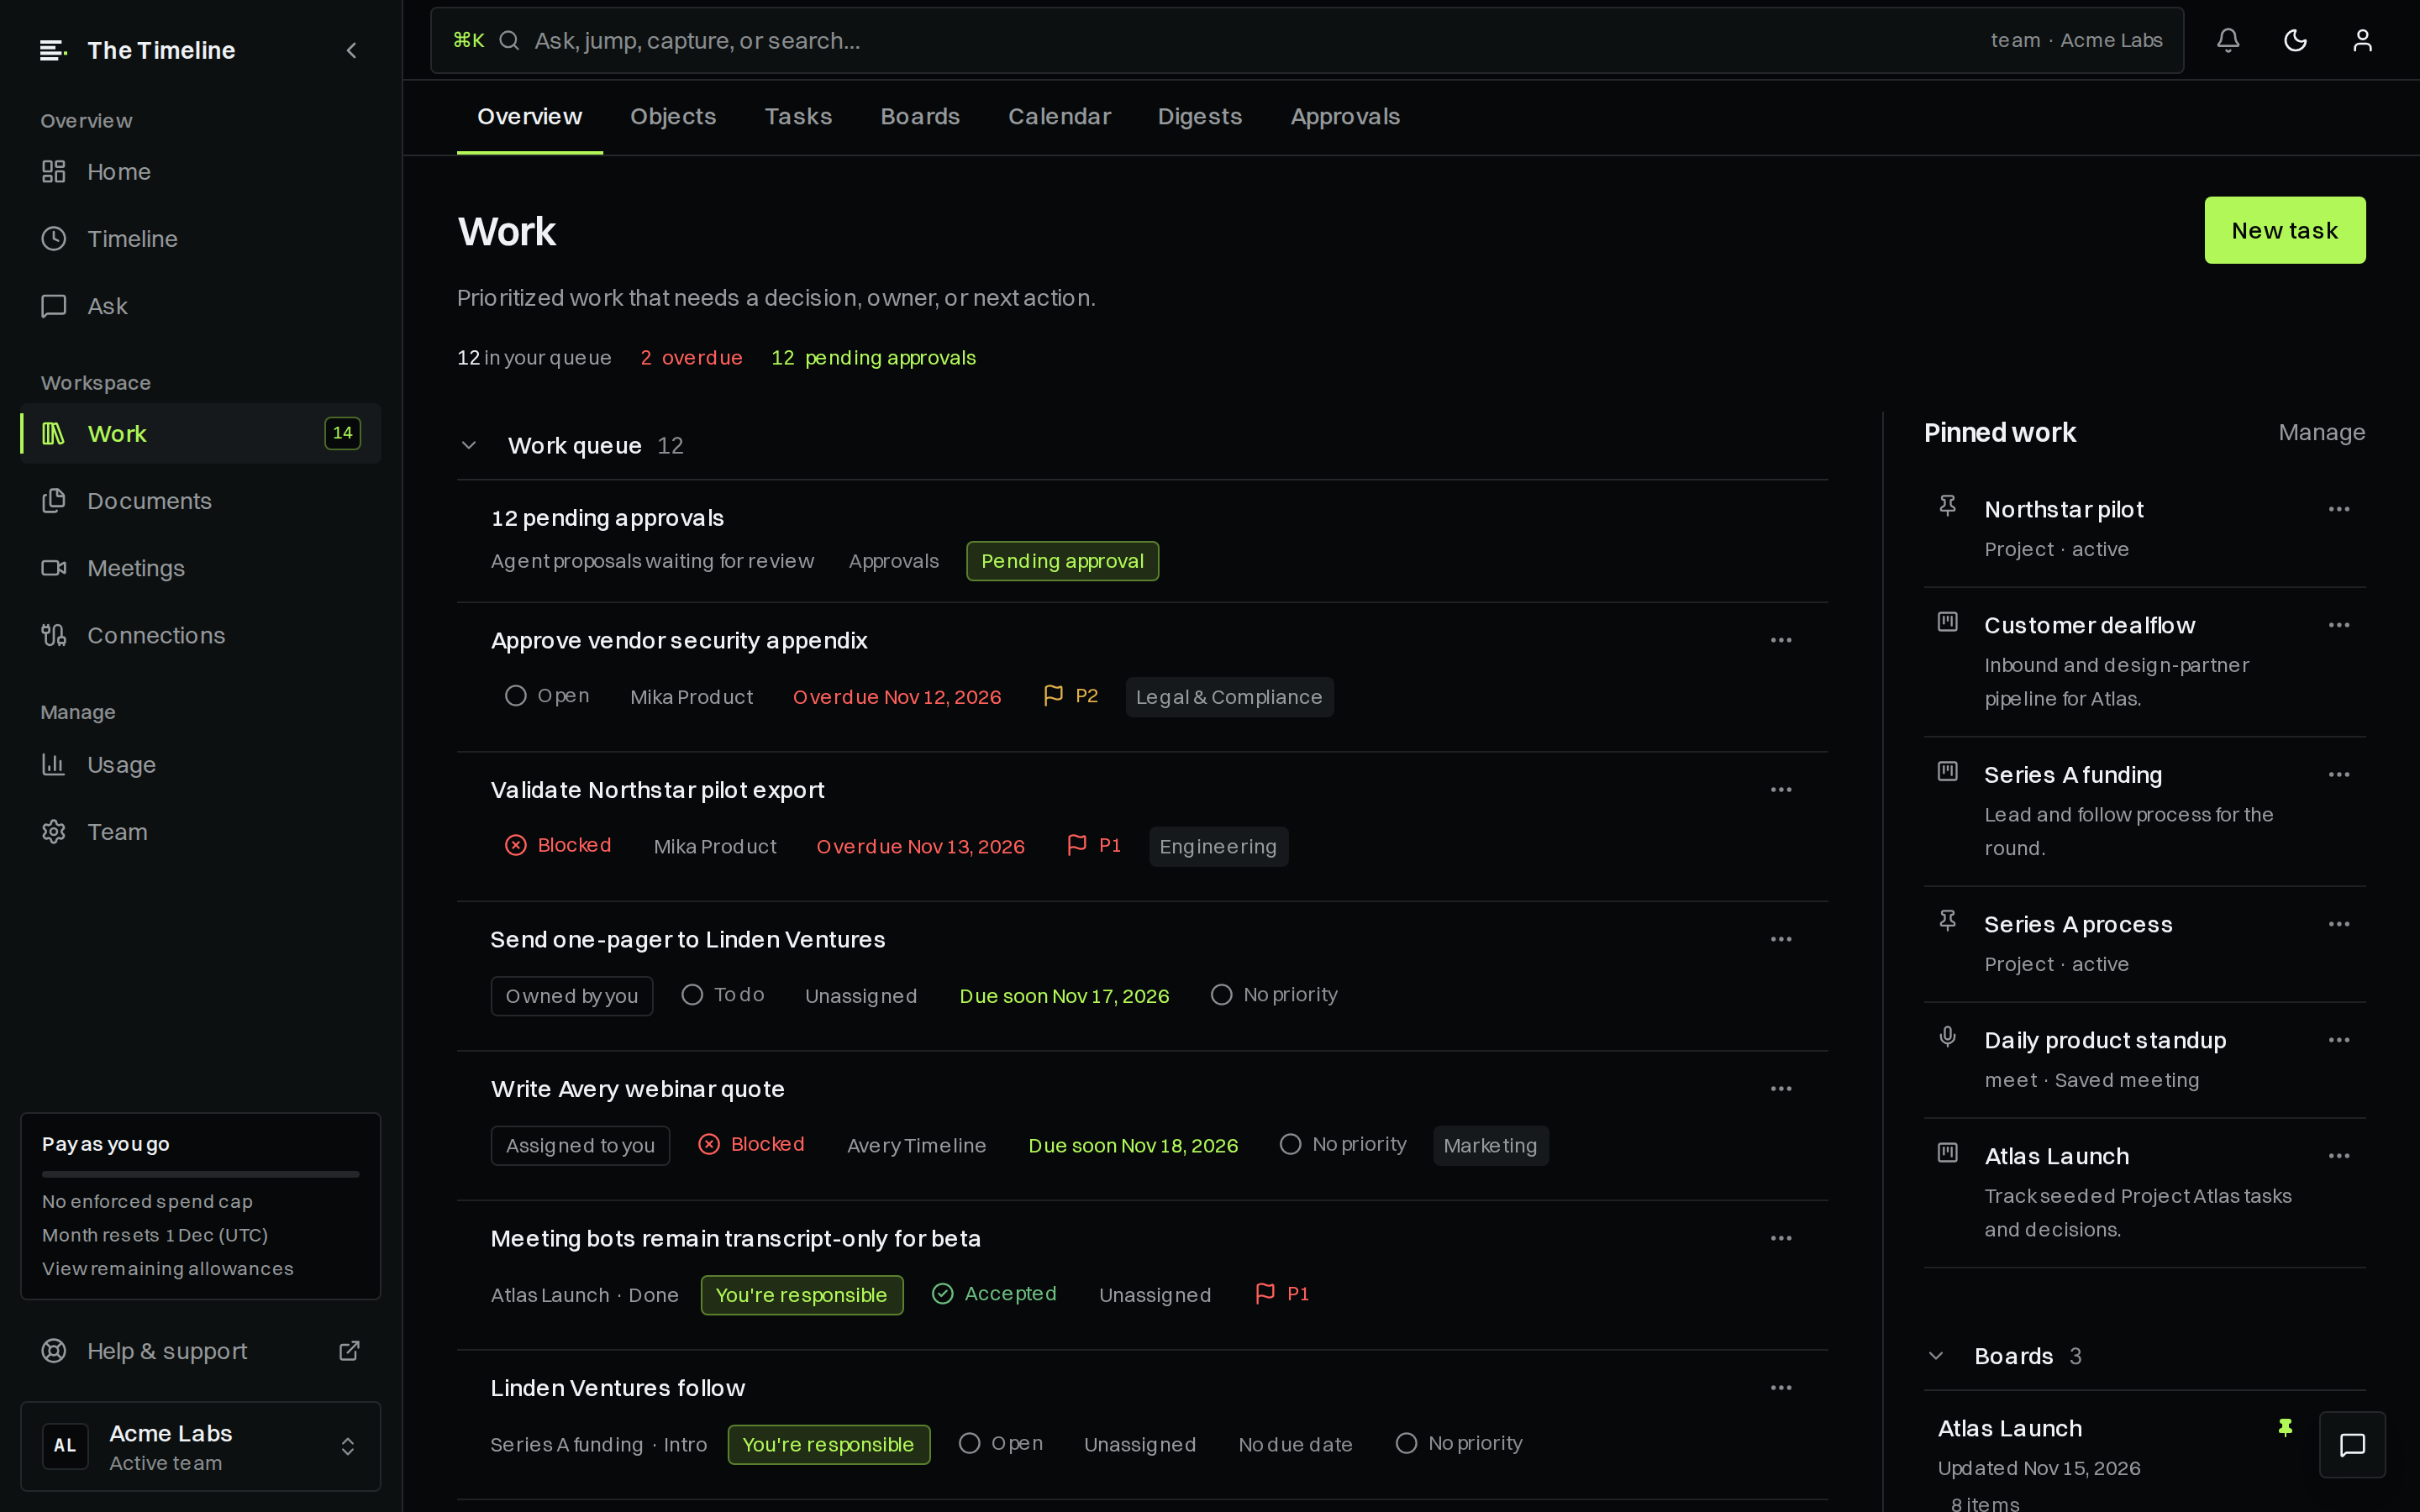 The Timeline
Overview
Home
Timeline
Ask
Workspace
Work 14
Documents
Meetings
Connections
Manage
Usage
Team
Pay as you go
No enforced spend cap
Month resets 1 Dec (UTC)
View remaining allowances
Help & support
AL Acme Labs
Active team
⌘K Ask, jump, capture, or search... team · Acme Labs
Overview Objects Tasks Boards Calendar Digests Approvals
Work
New task
Prioritized work that needs a decision, owner, or next action.
12 in your queue 2 overdue 12 pending approvals
Work queue 12
12 pending approvals
Agent proposals waiting for review Approvals Pending approval
Approve vendor security appendix
Open Mika Product Overdue Nov 12, 2026 P2 Legal & Compliance
Validate Northstar pilot export
Blocked Mika Product Overdue Nov 13, 2026 P1 Engineering
Send one-pager to Linden Ventures
Owned by you To do Unassigned Due soon Nov 17, 2026 No priority
Write Avery webinar quote
Assigned to you Blocked Avery Timeline Due soon Nov 18, 2026 No priority Marketing
Meeting bots remain transcript-only for beta
Atlas Launch · Done You're responsible Accepted Unassigned P1
Linden Ventures follow
Series A funding · Intro You're responsible Open Unassigned No due date No priority
Pinned work Manage
Northstar pilot
Project · active
Customer dealflow
Inbound and design-partner
pipeline for Atlas.
Series A funding
Lead and follow process for the
round.
Series A process
Project · active
Daily product standup
meet · Saved meeting
Atlas Launch
Track seeded Project Atlas tasks
and decisions.
Boards 3
Atlas Launch
Updated Nov 15, 2026
8 items